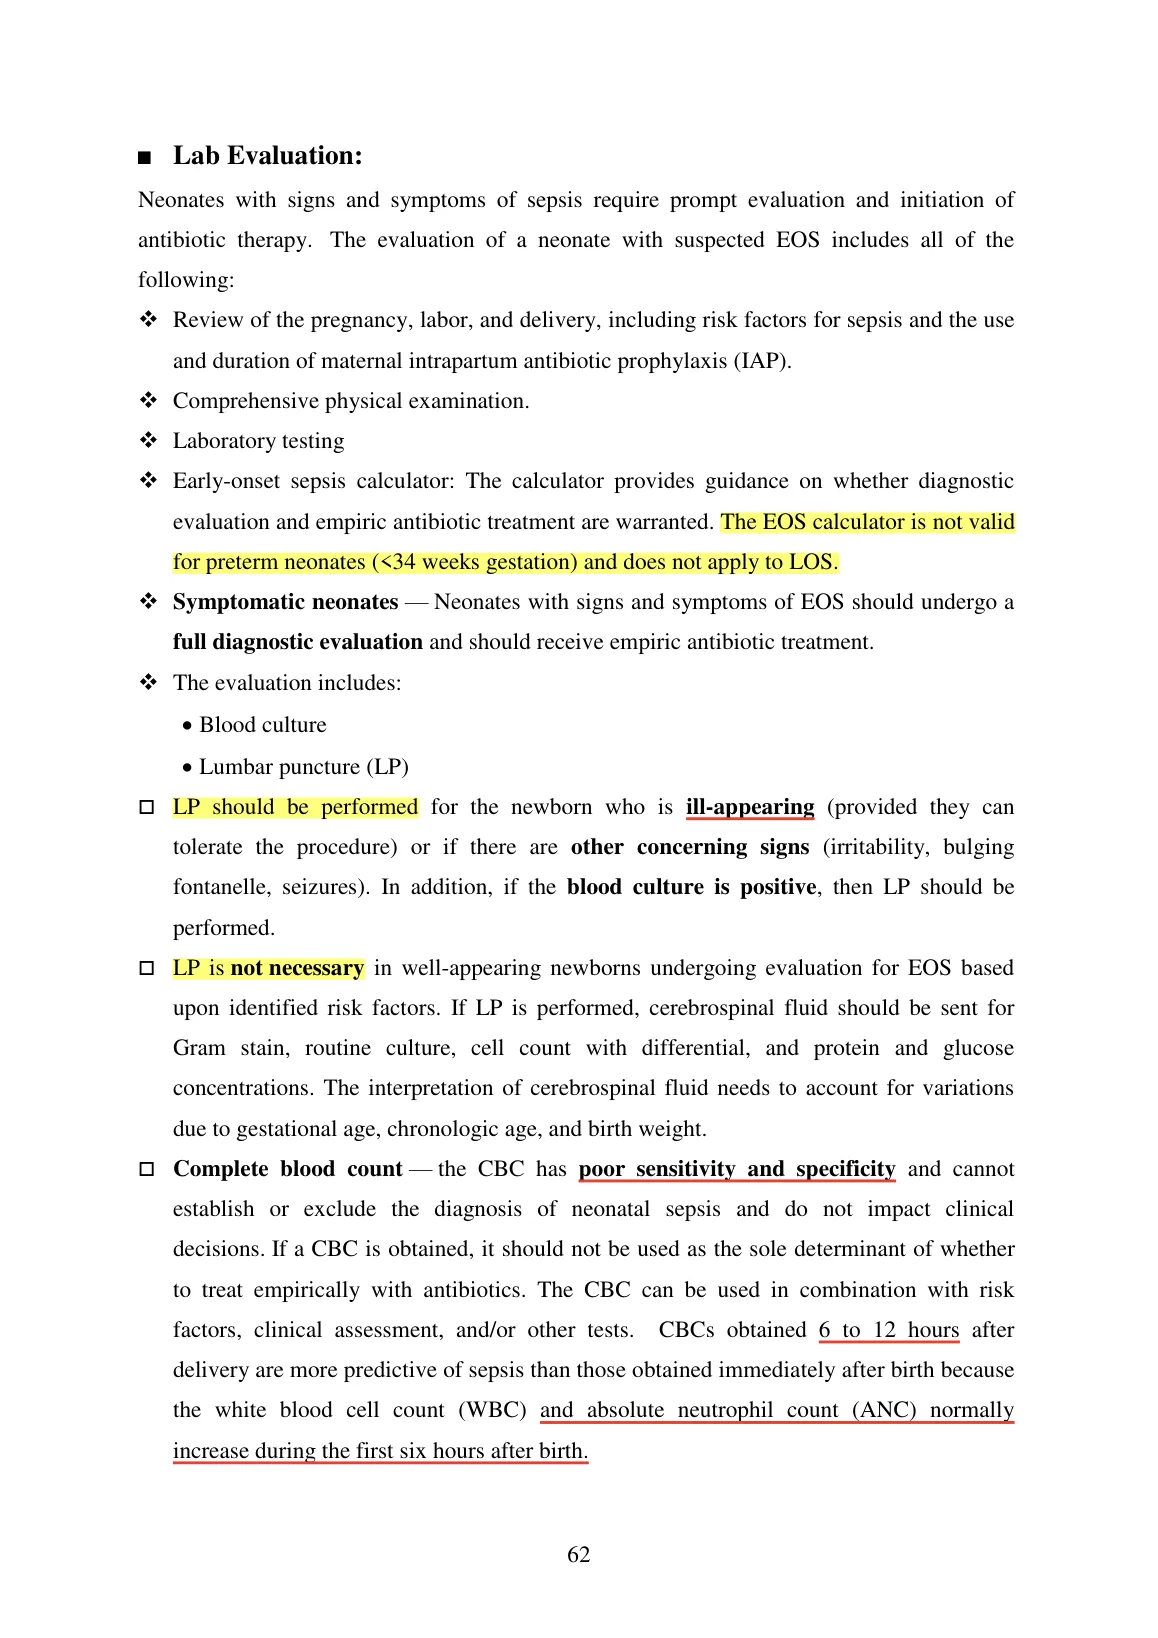 ■ Lab Evaluation:
Neonates with signs and symptoms of sepsis require prompt evaluation and initiation of
antibiotic therapy. The evaluation of a neonate with suspected EOS includes all of the
following:
❖ Review of the pregnancy, labor, and delivery, including risk factors for sepsis and the use
and duration of maternal intrapartum antibiotic prophylaxis (IAP).
❖ Comprehensive physical examination.
❖ Laboratory testing
❖ Early-onset sepsis calculator: The calculator provides guidance on whether diagnostic
evaluation and empiric antibiotic treatment are warranted. The EOS calculator is not valid
for preterm neonates (<34 weeks gestation) and does not apply to LOS.
❖ Symptomatic neonates — Neonates with signs and symptoms of EOS should undergo a
full diagnostic evaluation and should receive empiric antibiotic treatment.
❖ The evaluation includes:
• Blood culture
• Lumbar puncture (LP)
□ LP should be performed for the newborn who is ill-appearing (provided they can
tolerate the procedure) or if there are other concerning signs (irritability, bulging
fontanelle, seizures). In addition, if the blood culture is positive, then LP should be
performed.
□ LP is not necessary in well-appearing newborns undergoing evaluation for EOS based
upon identified risk factors. If LP is performed, cerebrospinal fluid should be sent for
Gram stain, routine culture, cell count with differential, and protein and glucose
concentrations. The interpretation of cerebrospinal fluid needs to account for variations
due to gestational age, chronologic age, and birth weight.
□ Complete blood count — the CBC has poor sensitivity and specificity and cannot
establish or exclude the diagnosis of neonatal sepsis and do not impact clinical
decisions. If a CBC is obtained, it should not be used as the sole determinant of whether
to treat empirically with antibiotics. The CBC can be used in combination with risk
factors, clinical assessment, and/or other tests. CBCs obtained 6 to 12 hours after
delivery are more predictive of sepsis than those obtained immediately after birth because
the white blood cell count (WBC) and absolute neutrophil count (ANC) normally
increase during the first six hours after birth.
62